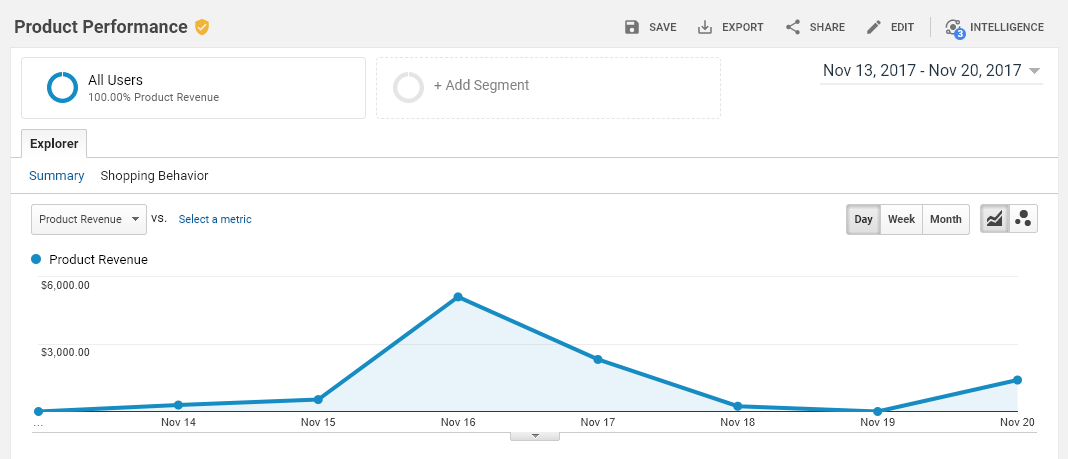 Product Performance
SAVE EXPORT SHARE EDIT 3 INTELLIGENCE
All Users
100.00% Product Revenue
+ Add Segment
Nov 13, 2017 - Nov 20, 2017
Explorer
Summary Shopping Behavior
Product Revenue vs. Select a metric
Day Week Month
Product Revenue
$6,000.00
$3,000.00
... Nov 14 Nov 15 Nov 16 Nov 17 Nov 18 Nov 19 Nov 20